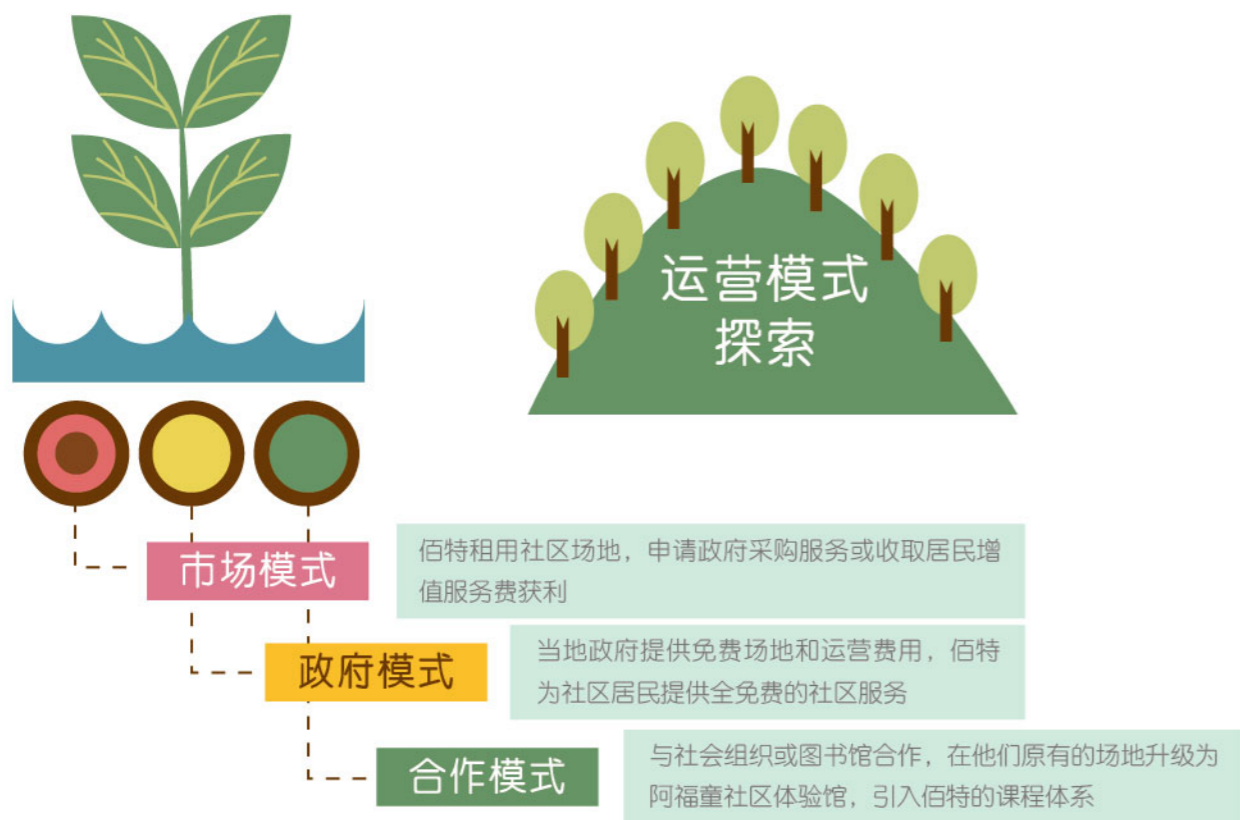 运营模式
探索
市场模式
佰特租用社区场地，申请政府采购服务或收取居民增
值服务费获利
政府模式
当地政府提供免费场地和运营费用，佰特
为社区居民提供全免费的社区服务
合作模式
与社会组织或图书馆合作，在他们原有的场地升级为
阿福童社区体验馆，引入佰特的课程体系